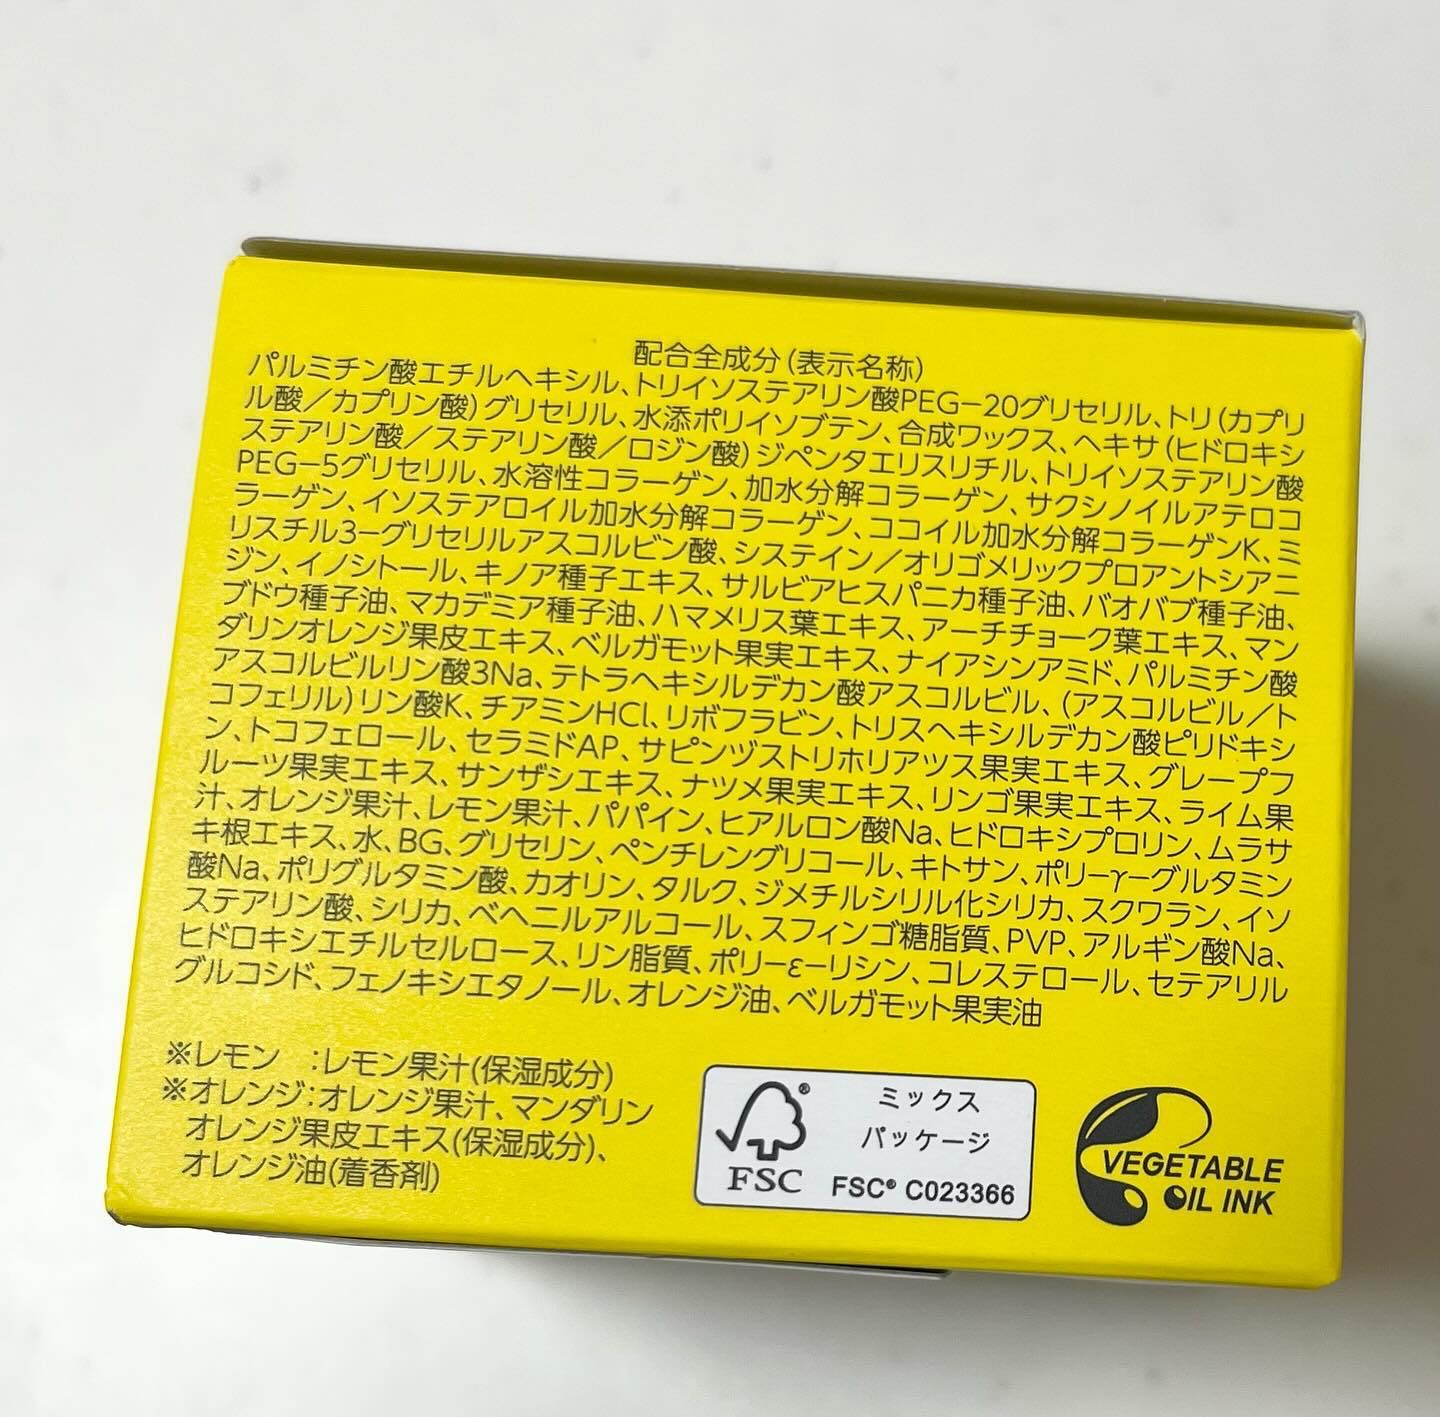 配合全成分(表示名称)
パルミチン酸エチルヘキシル、トリイソステアリン酸PEG－20グリセリル、トリ(カプリ
ル酸／カプリン酸)グリセリル、水添ポリイソブテン、合成ワックス、ヘキサ(ヒドロキシ
ステアリン酸／ステアリン酸／ロジン酸)ジペンタエリスリチル、トリイソステアリン酸
PEG－5グリセリル、水溶性コラーゲン、加水分解コラーゲン、サクシノイルアテロコ
ラーゲン、イソステアロイル加水分解コラーゲン、ココイル加水分解コラーゲンK、ミ
リスチル3－グリセリルアスコルビン酸、システイン／オリゴメリックプロアントシアニ
ジン、イノシトール、キノア種子エキス、サルビアヒスパニカ種子油、バオバブ種子油、
ブドウ種子油、マカデミア種子油、ハマメリス葉エキス、アーチチョーク葉エキス、マン
ダリンオレンジ果皮エキス、ベルガモット果実エキス、ナイアシンアミド、パルミチン酸
アスコルビルリン酸3Na、テトラヘキシルデカン酸アスコルビル、(アスコルビル／ト
コフェリル)リン酸K、チアミンHCl、リボフラビン、トリスヘキシルデカン酸ピリドキシ
ン、トコフェロール、セラミドAP、サピンヅストリホリアツス果実エキス、グレープフ
ルーツ果実エキス、サンザシエキス、ナツメ果実エキス、リンゴ果実エキス、ライム果
汁、オレンジ果汁、レモン果汁、パパイン、ヒアルロン酸Na、ヒドロキシプロリン、ムラサ
キ根エキス、水、BG、グリセリン、ペンチレングリコール、キトサン、ポリ－γ－グルタミン
酸Na、ポリグルタミン酸、カオリン、タルク、ジメチルシリル化シリカ、スクワラン、イソ
ステアリン酸、シリカ、ベヘニルアルコール、スフィンゴ糖脂質、PVP、アルギン酸Na、
ヒドロキシエチルセルロース、リン脂質、ポリ－ε－リシン、コレステロール、セテアリル
グルコシド、フェノキシエタノール、オレンジ油、ベルガモット果実油
※レモン　:レモン果汁(保湿成分)
※オレンジ:オレンジ果汁、マンダリン
オレンジ果皮エキス(保湿成分)、
オレンジ油(着香剤)
®
FSC
ミックス
パッケージ
FSC® C023366
VEGETABLE
OIL INK